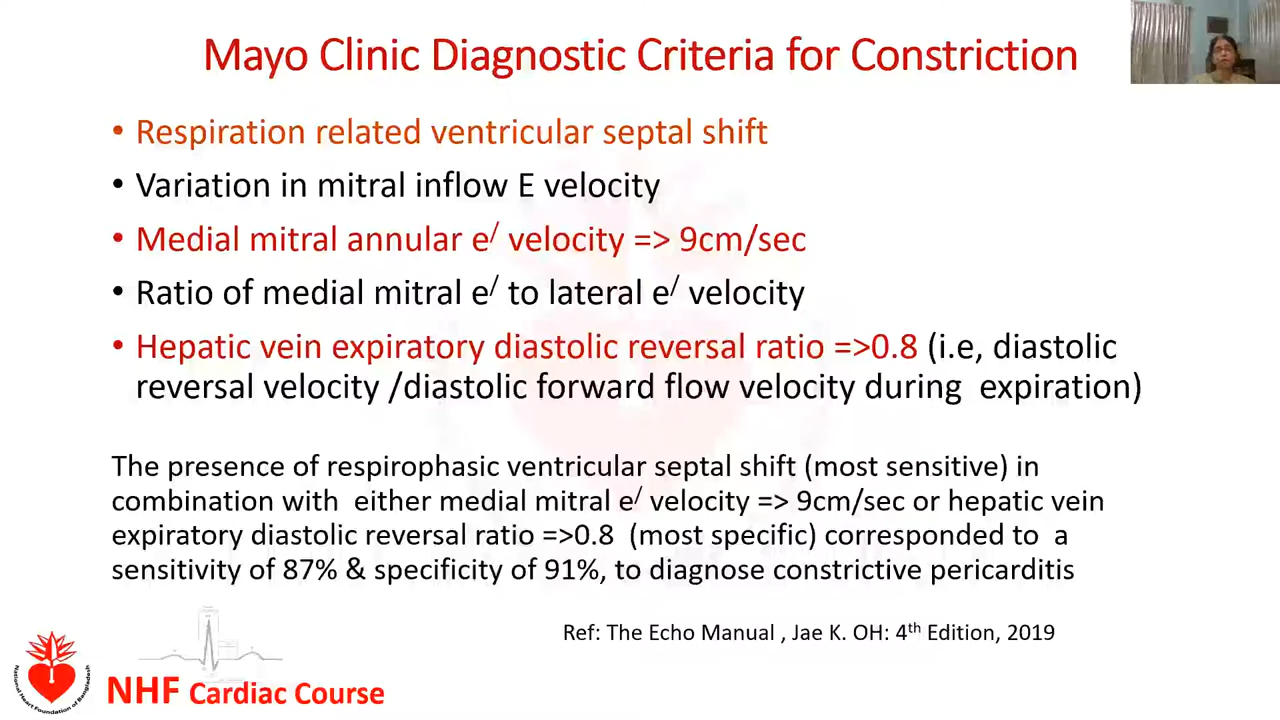 Mayo Clinic Diagnostic Criteria for Constriction
• Respiration related ventricular septal shift
• Variation in mitral inflow E velocity
• Medial mitral annular e/ velocity => 9cm/sec
• Ratio of medial mitral e/ to lateral e/ velocity
• Hepatic vein expiratory diastolic reversal ratio =>0.8 (i.e, diastolic
reversal velocity /diastolic forward flow velocity during expiration)
The presence of respirophasic ventricular septal shift (most sensitive) in
combination with either medial mitral e/ velocity => 9cm/sec or hepatic vein
expiratory diastolic reversal ratio =>0.8 (most specific) corresponded to a
sensitivity of 87% & specificity of 91%, to diagnose constrictive pericarditis
Ref: The Echo Manual , Jae K. OH: 4th Edition, 2019
National Heart Foundation of Bangladesh
NHF Cardiac Course